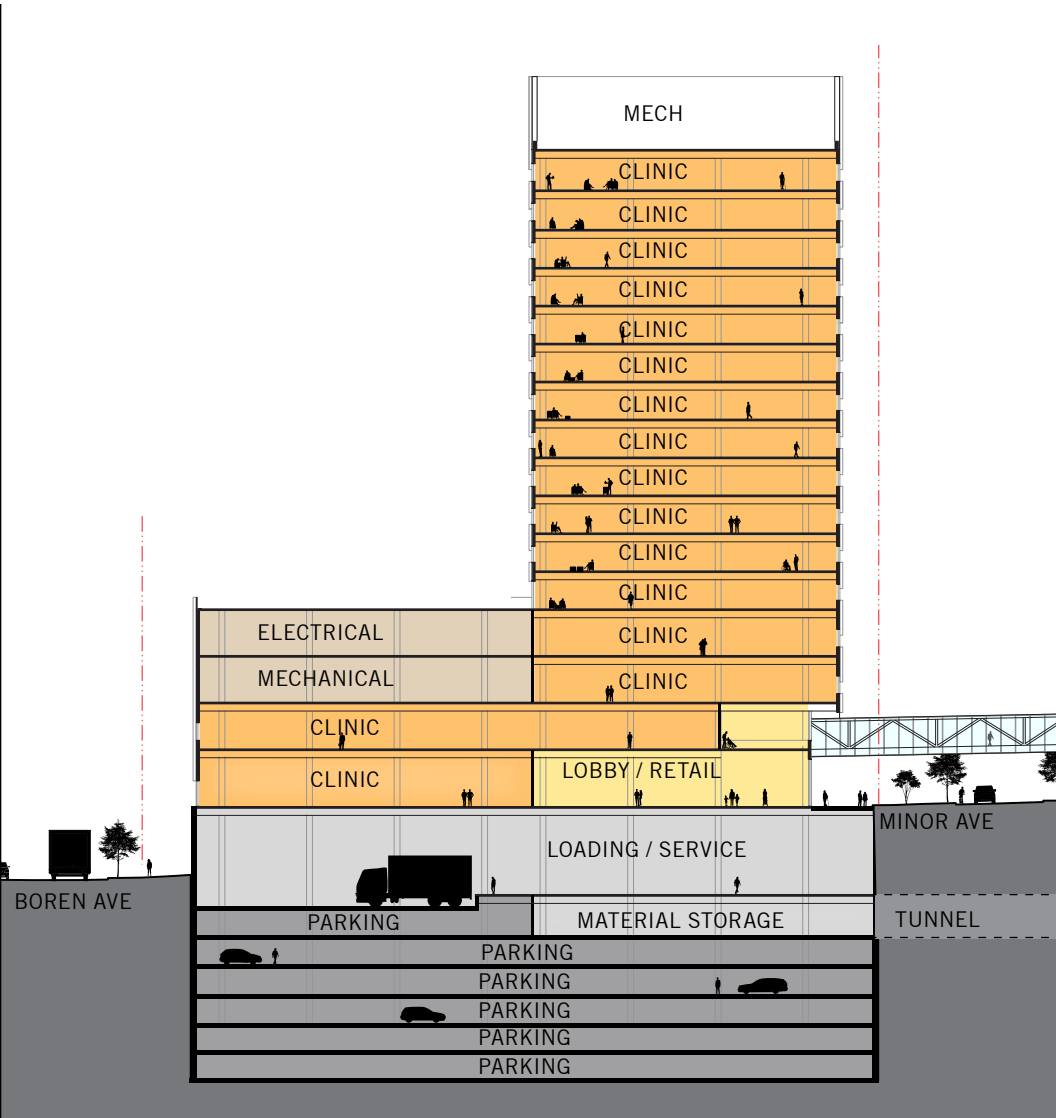 MECH
CLINIC
CLINIC
CLINIC
CLINIC
CLINIC
CLINIC
CLINIC
CLINIC
CLINIC
CLINIC
CLINIC
CLINIC
ELECTRICAL
CLINIC
MECHANICAL
CLINIC
CLINIC
LOBBY / RETAIL
CLINIC
MINOR AVE
LOADING / SERVICE
BOREN AVE
PARKING
MATERIAL STORAGE
TUNNEL
PARKING
PARKING
PARKING
PARKING
PARKING